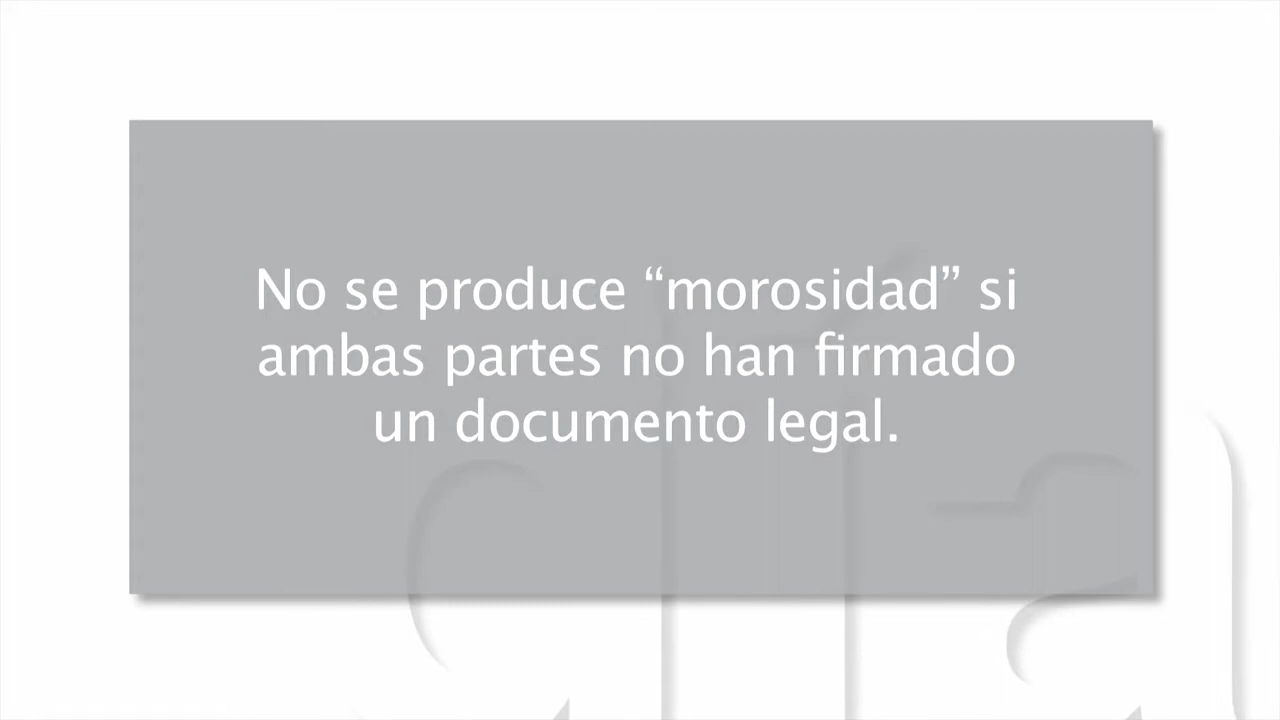 No se produce “morosidad” si
ambas partes no han firmado
un documento legal.